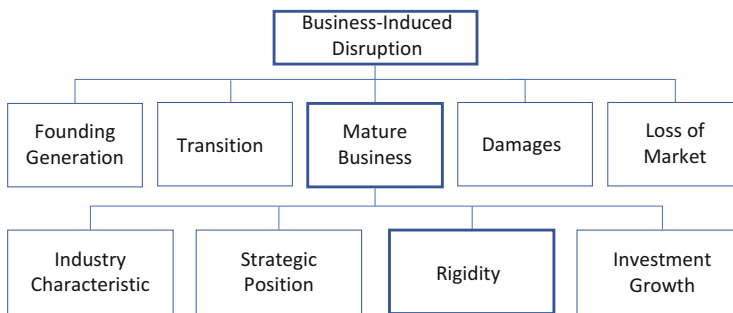 Business-Induced
Disruption
Founding
Generation
Transition
Mature
Business
Damages
Loss of
Market
Industry
Characteristic
Strategic
Position
Rigidity
Investment
Growth